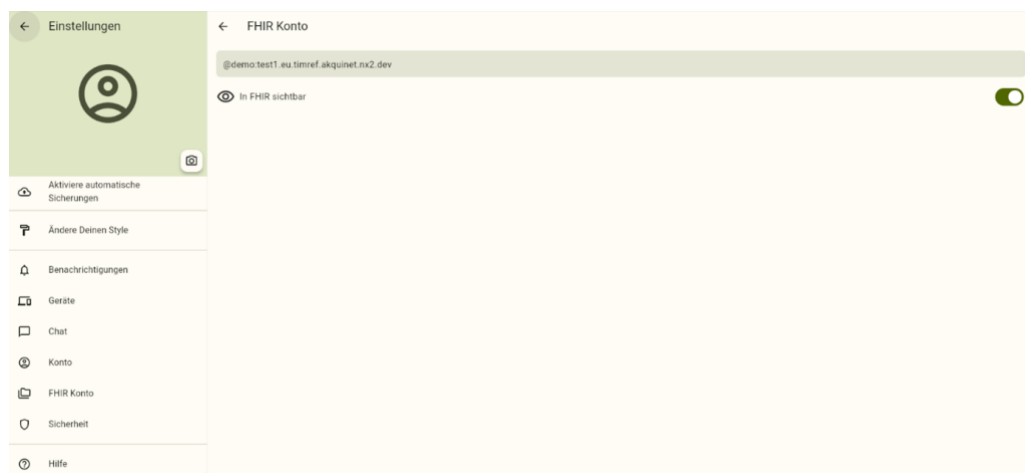 Einstellungen
FHIR Konto
@demo:test1.eu.timref.akquinet.nx2.dev
In FHIR sichtbar
Aktiviere automatische
Sicherungen
Ändere Deinen Style
Benachrichtigungen
Geräte
Chat
Konto
FHIR Konto
Sicherheit
Hilfe